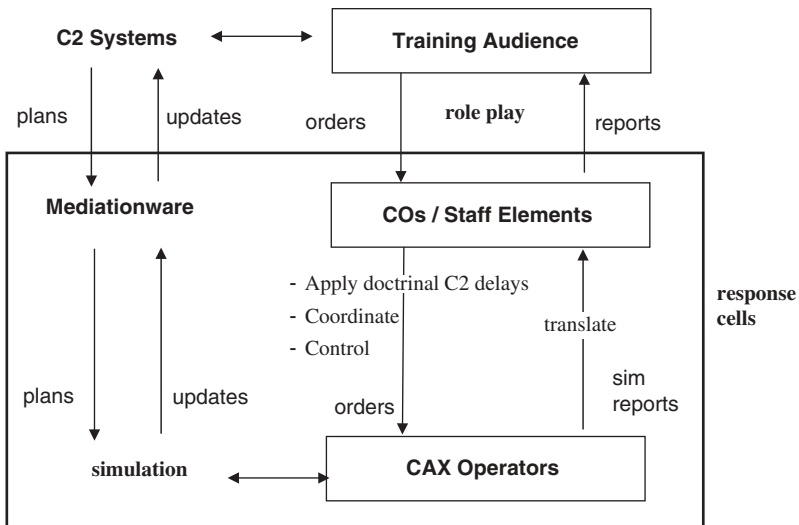 C2 Systems
Training Audience
plans
updates
orders
role play
reports
Mediationware
COs / Staff Elements
- Apply doctrinal C2 delays
- Coordinate
- Control
translate
response
cells
plans
updates
orders
sim
reports
simulation
CAX Operators